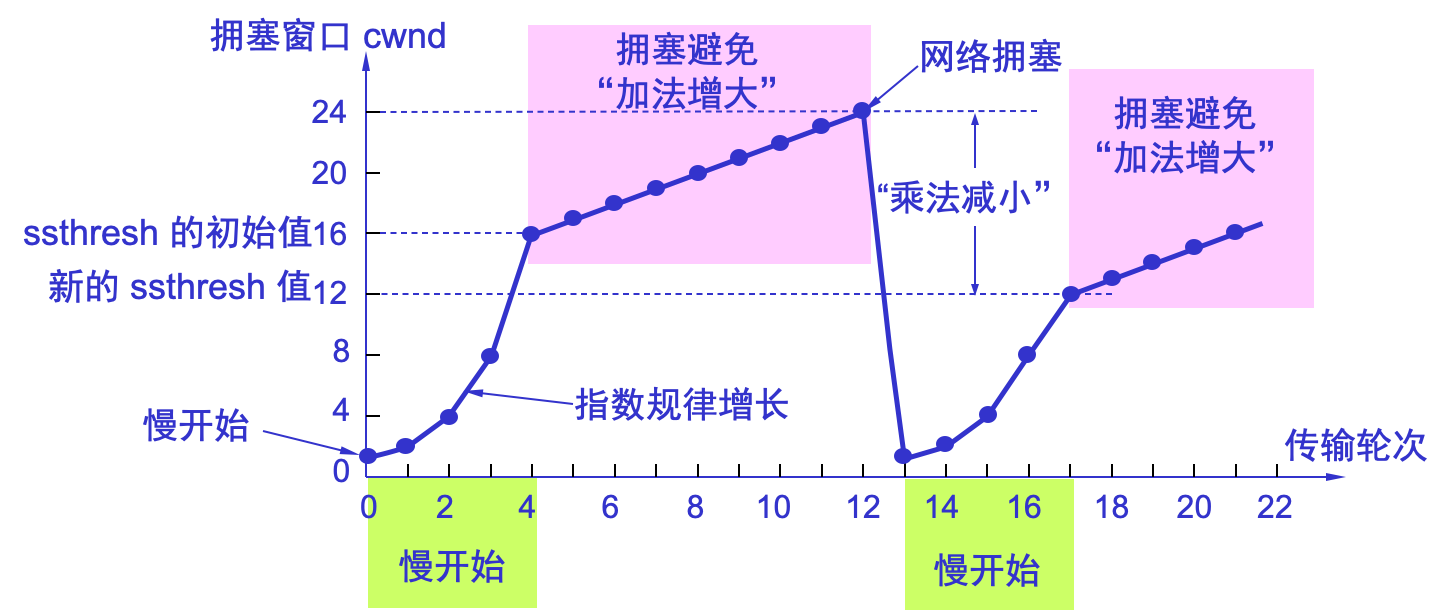 拥塞窗口 cwnd
拥塞避免
“加法增大”
网络拥塞
拥塞避免
“加法增大”
24
20
“乘法减小”
ssthresh 的初始值16
新的 ssthresh 值12
8
指数规律增长
4
慢开始
传输轮次
0
0 2 4 6 8 10 12 14 16 18 20 22
慢开始
慢开始